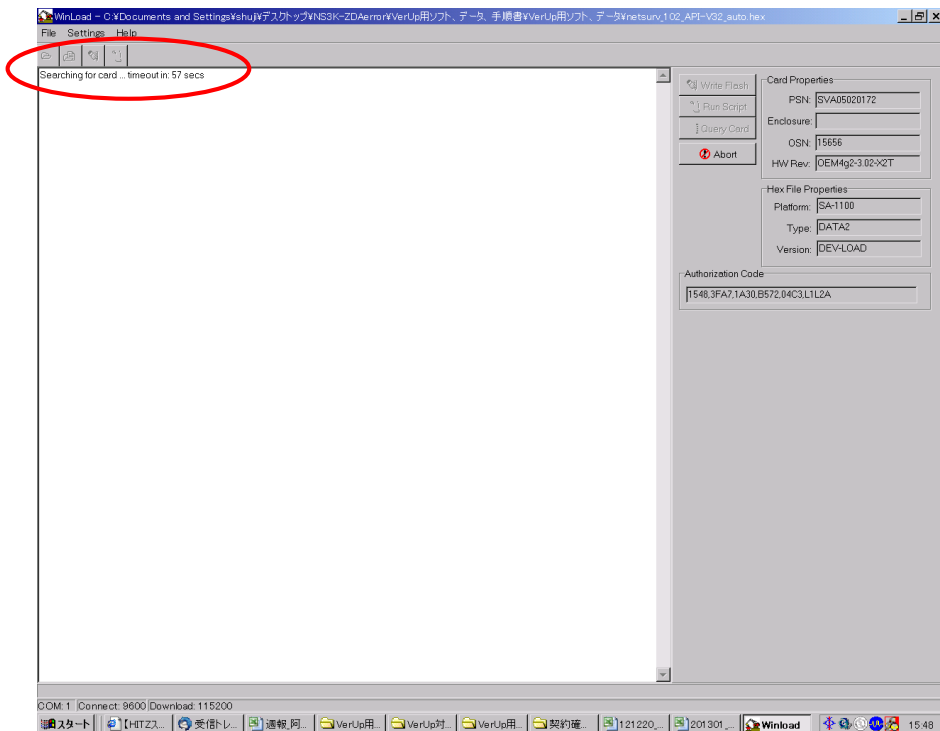 WinLoad - C:¥Documents and Settings¥shuji¥デスクトップ¥NS3K-ZDAerror¥VerUp用ソフト、データ、手順書¥VerUp用ソフト、データ¥netsurv_102_API-V32_auto.hex
File Settings Help
Searching for card ... timeout in: 57 secs
Write Flash
Run Script
Query Card
Abort
Card Properties
PSN: SVA05020172
Enclosure:
OSN: 15656
HW Rev: OEM4g2-3.02-X2T
Hex File Properties
Platform: SA-1100
Type: DATA2
Version: DEV-LOAD
Authorization Code
1548,3FA7,1A30,B572,04C3,L1L2A
COM: 1 Connect: 9600 Download: 115200
スタート 【HITZス... 受信トレ... 週報_阿... VerUp用... VerUp対... VerUp用... 契約確... 121220_... 201301_... Winload 15:48